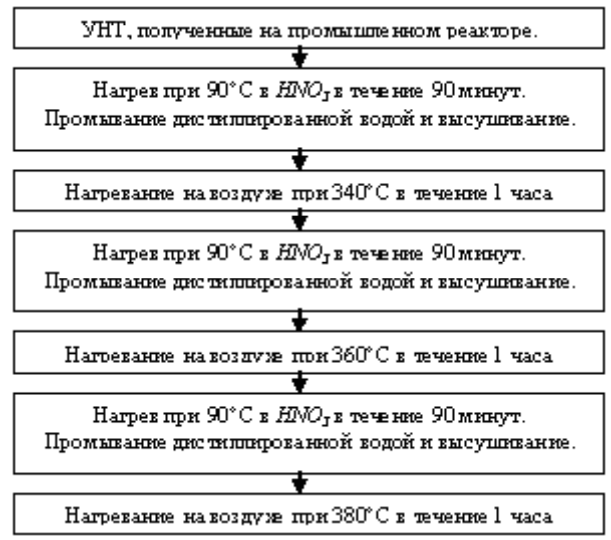 УНТ, полученные на промышленном реакторе.
Нагрев при 90°С в HNO₃ в течение 90 минут.
Промывание дистиллированной водой и высушивание.
Нагревание на воздухе при 340°С в течение 1 часа
Нагрев при 90°С в HNO₃ в течение 90 минут.
Промывание дистиллированной водой и высушивание.
Нагревание на воздухе при 360°С в течение 1 часа
Нагрев при 90°С в HNO₃ в течение 90 минут.
Промывание дистиллированной водой и высушивание.
Нагревание на воздухе при 380°С в течение 1 часа